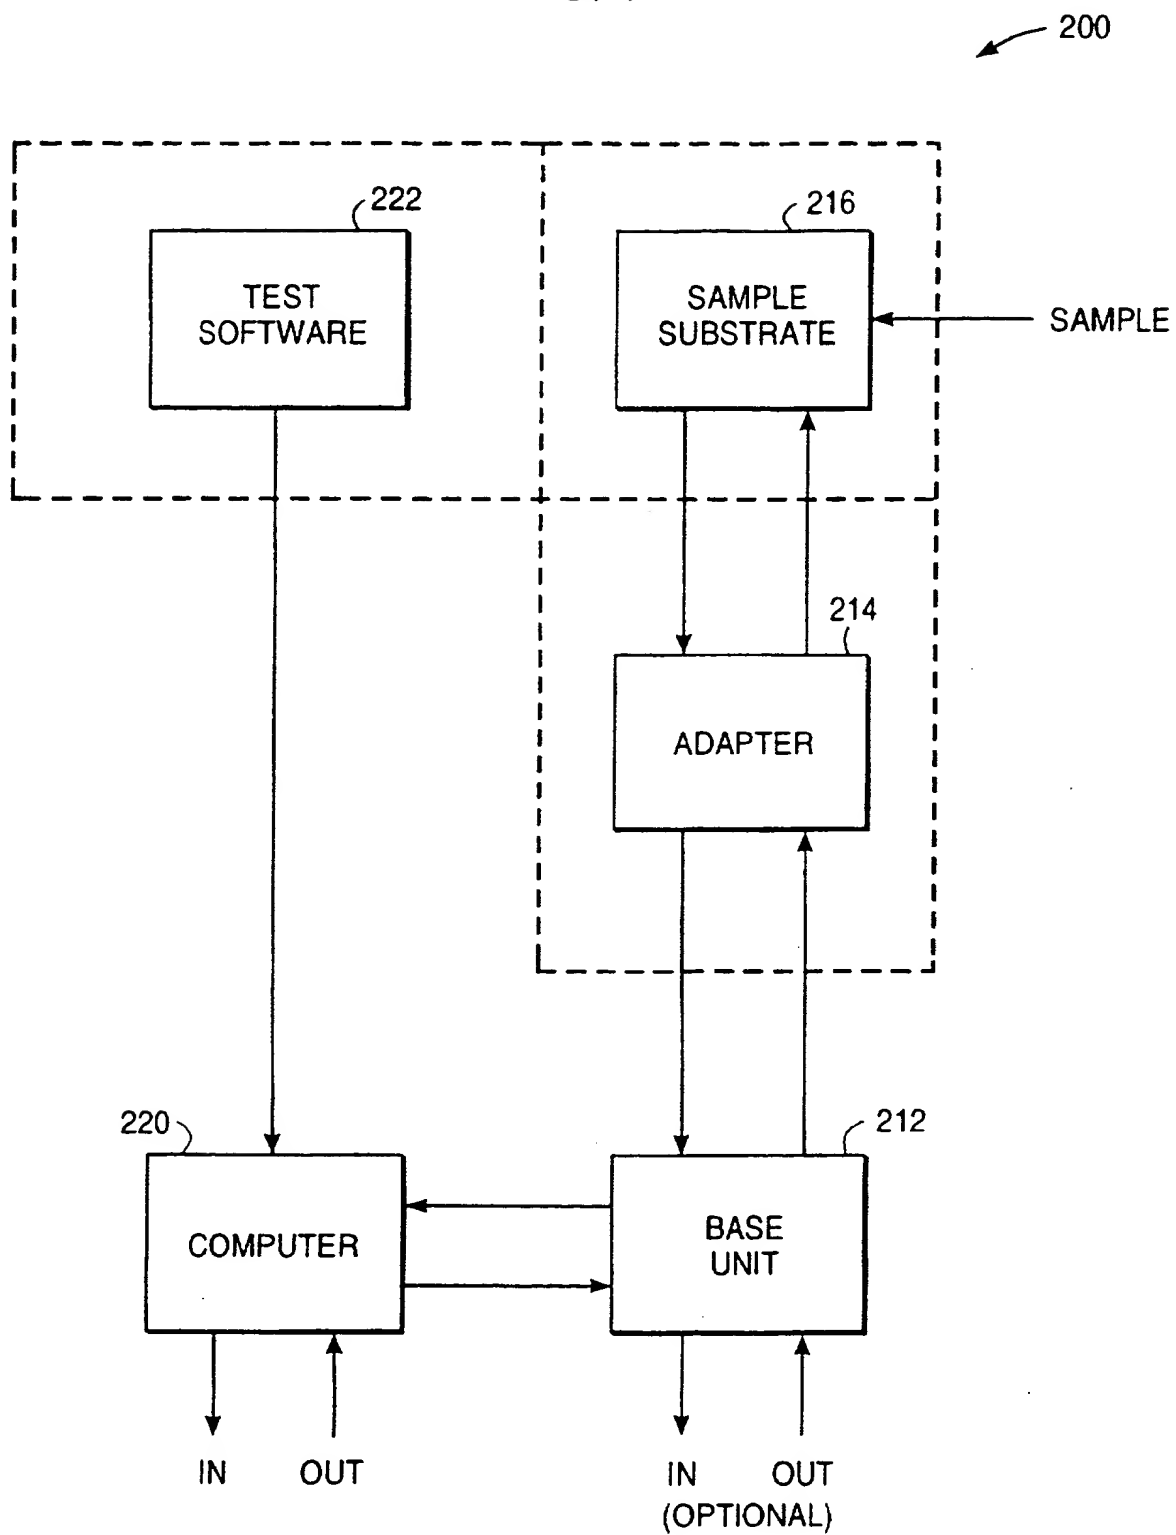 200
222
216
TEST
SOFTWARE
SAMPLE
SUBSTRATE
SAMPLE
214
ADAPTER
220
212
COMPUTER
BASE
UNIT
IN
OUT
IN
OUT
(OPTIONAL)